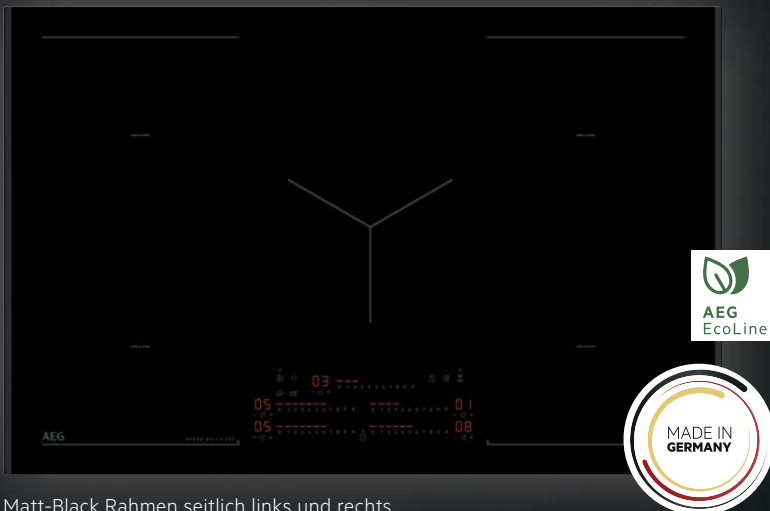 03
05
01
05
08
AEG
AEG
EcoLine
MADE IN
GERMANY
Matt-Black Rahmen seitlich links und rechts